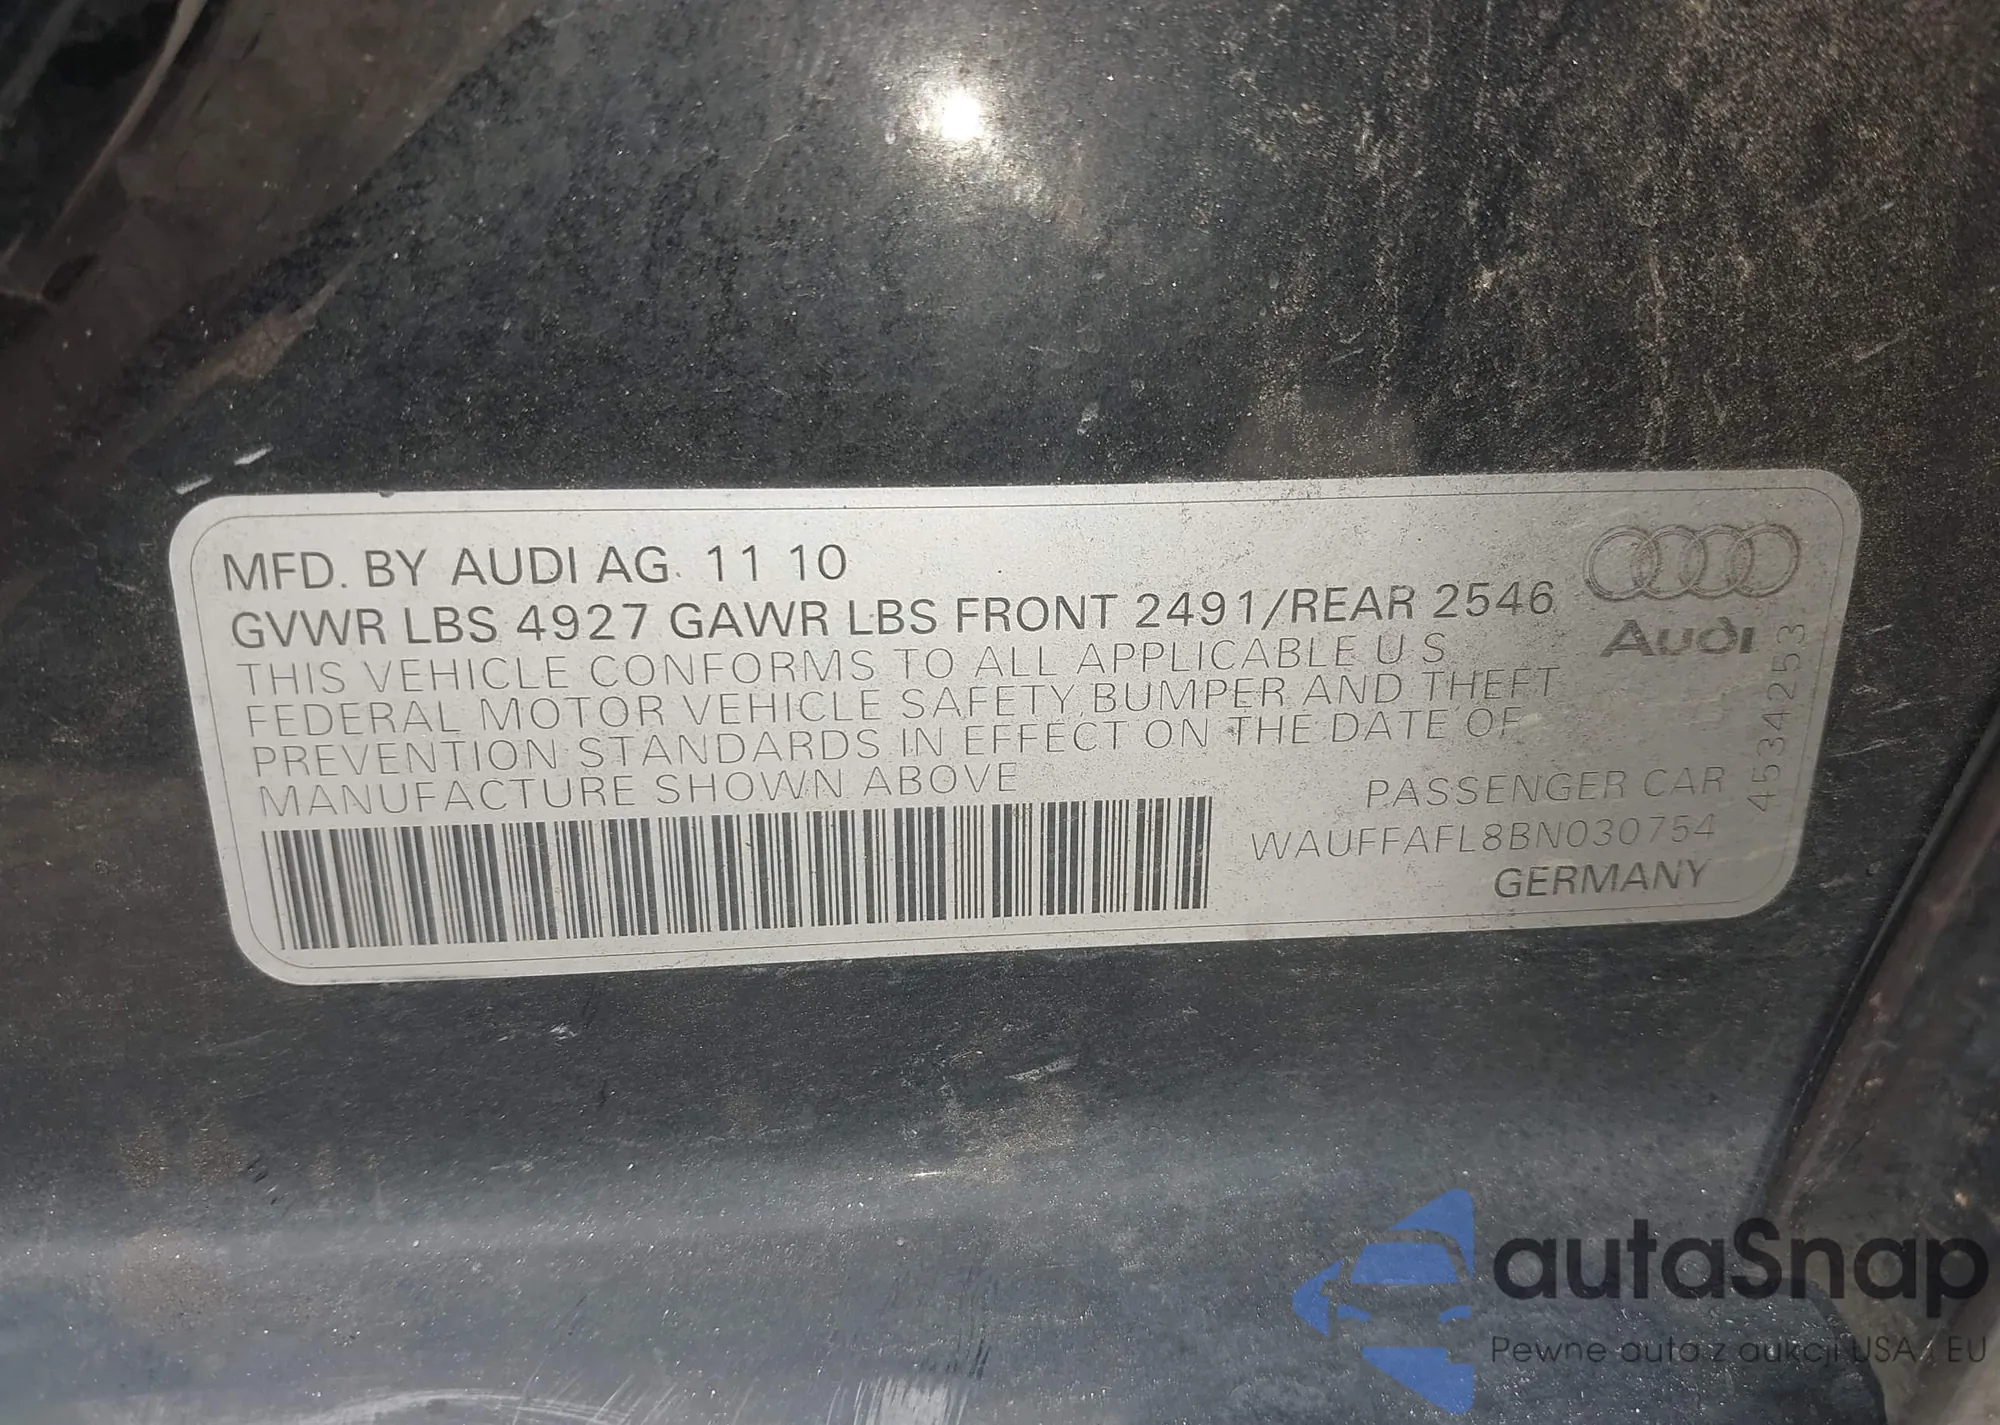 MFD. BY AUDI AG. 11 10
GVWR LBS 4927 GAWR LBS FRONT 2491/REAR 2546
THIS VEHICLE CONFORMS TO ALL APPLICABLE U S
FEDERAL MOTOR VEHICLE SAFETY BUMPER AND THEFT
PREVENTION STANDARDS IN EFFECT ON THE DATE OF
MANUFACTURE SHOWN ABOVE
Audi
4534253
PASSENGER CAR
WAUFFAFL8BN030754
GERMANY
autaSnap
Pewne auta z aukcji USA i EU